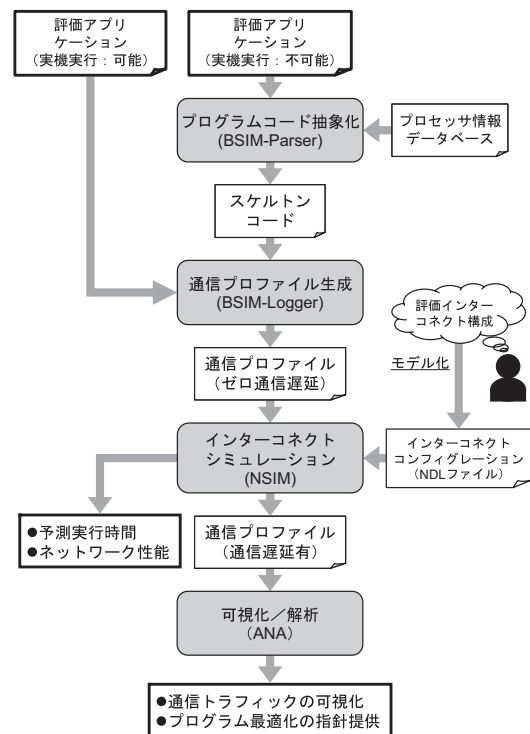 評価アプリ
ケーション
（実機実行：可能）
評価アプリ
ケーション
（実機実行：不可能）
プログラムコード抽象化
(BSIM-Parser)
プロセッサ情報
データベース
スケルトン
コード
通信プロファイル生成
(BSIM-Logger)
評価インター
コネクト構成
モデル化
通信プロファイル
（ゼロ通信遅延）
インターコネクト
シミュレーション
(NSIM)
インターコネクト
コンフィグレーション
（NDLファイル）
●予測実行時間
●ネットワーク性能
通信プロファイル
（通信遅延有）
可視化／解析
（ANA）
●通信トラフィックの可視化
●プログラム最適化の指針提供